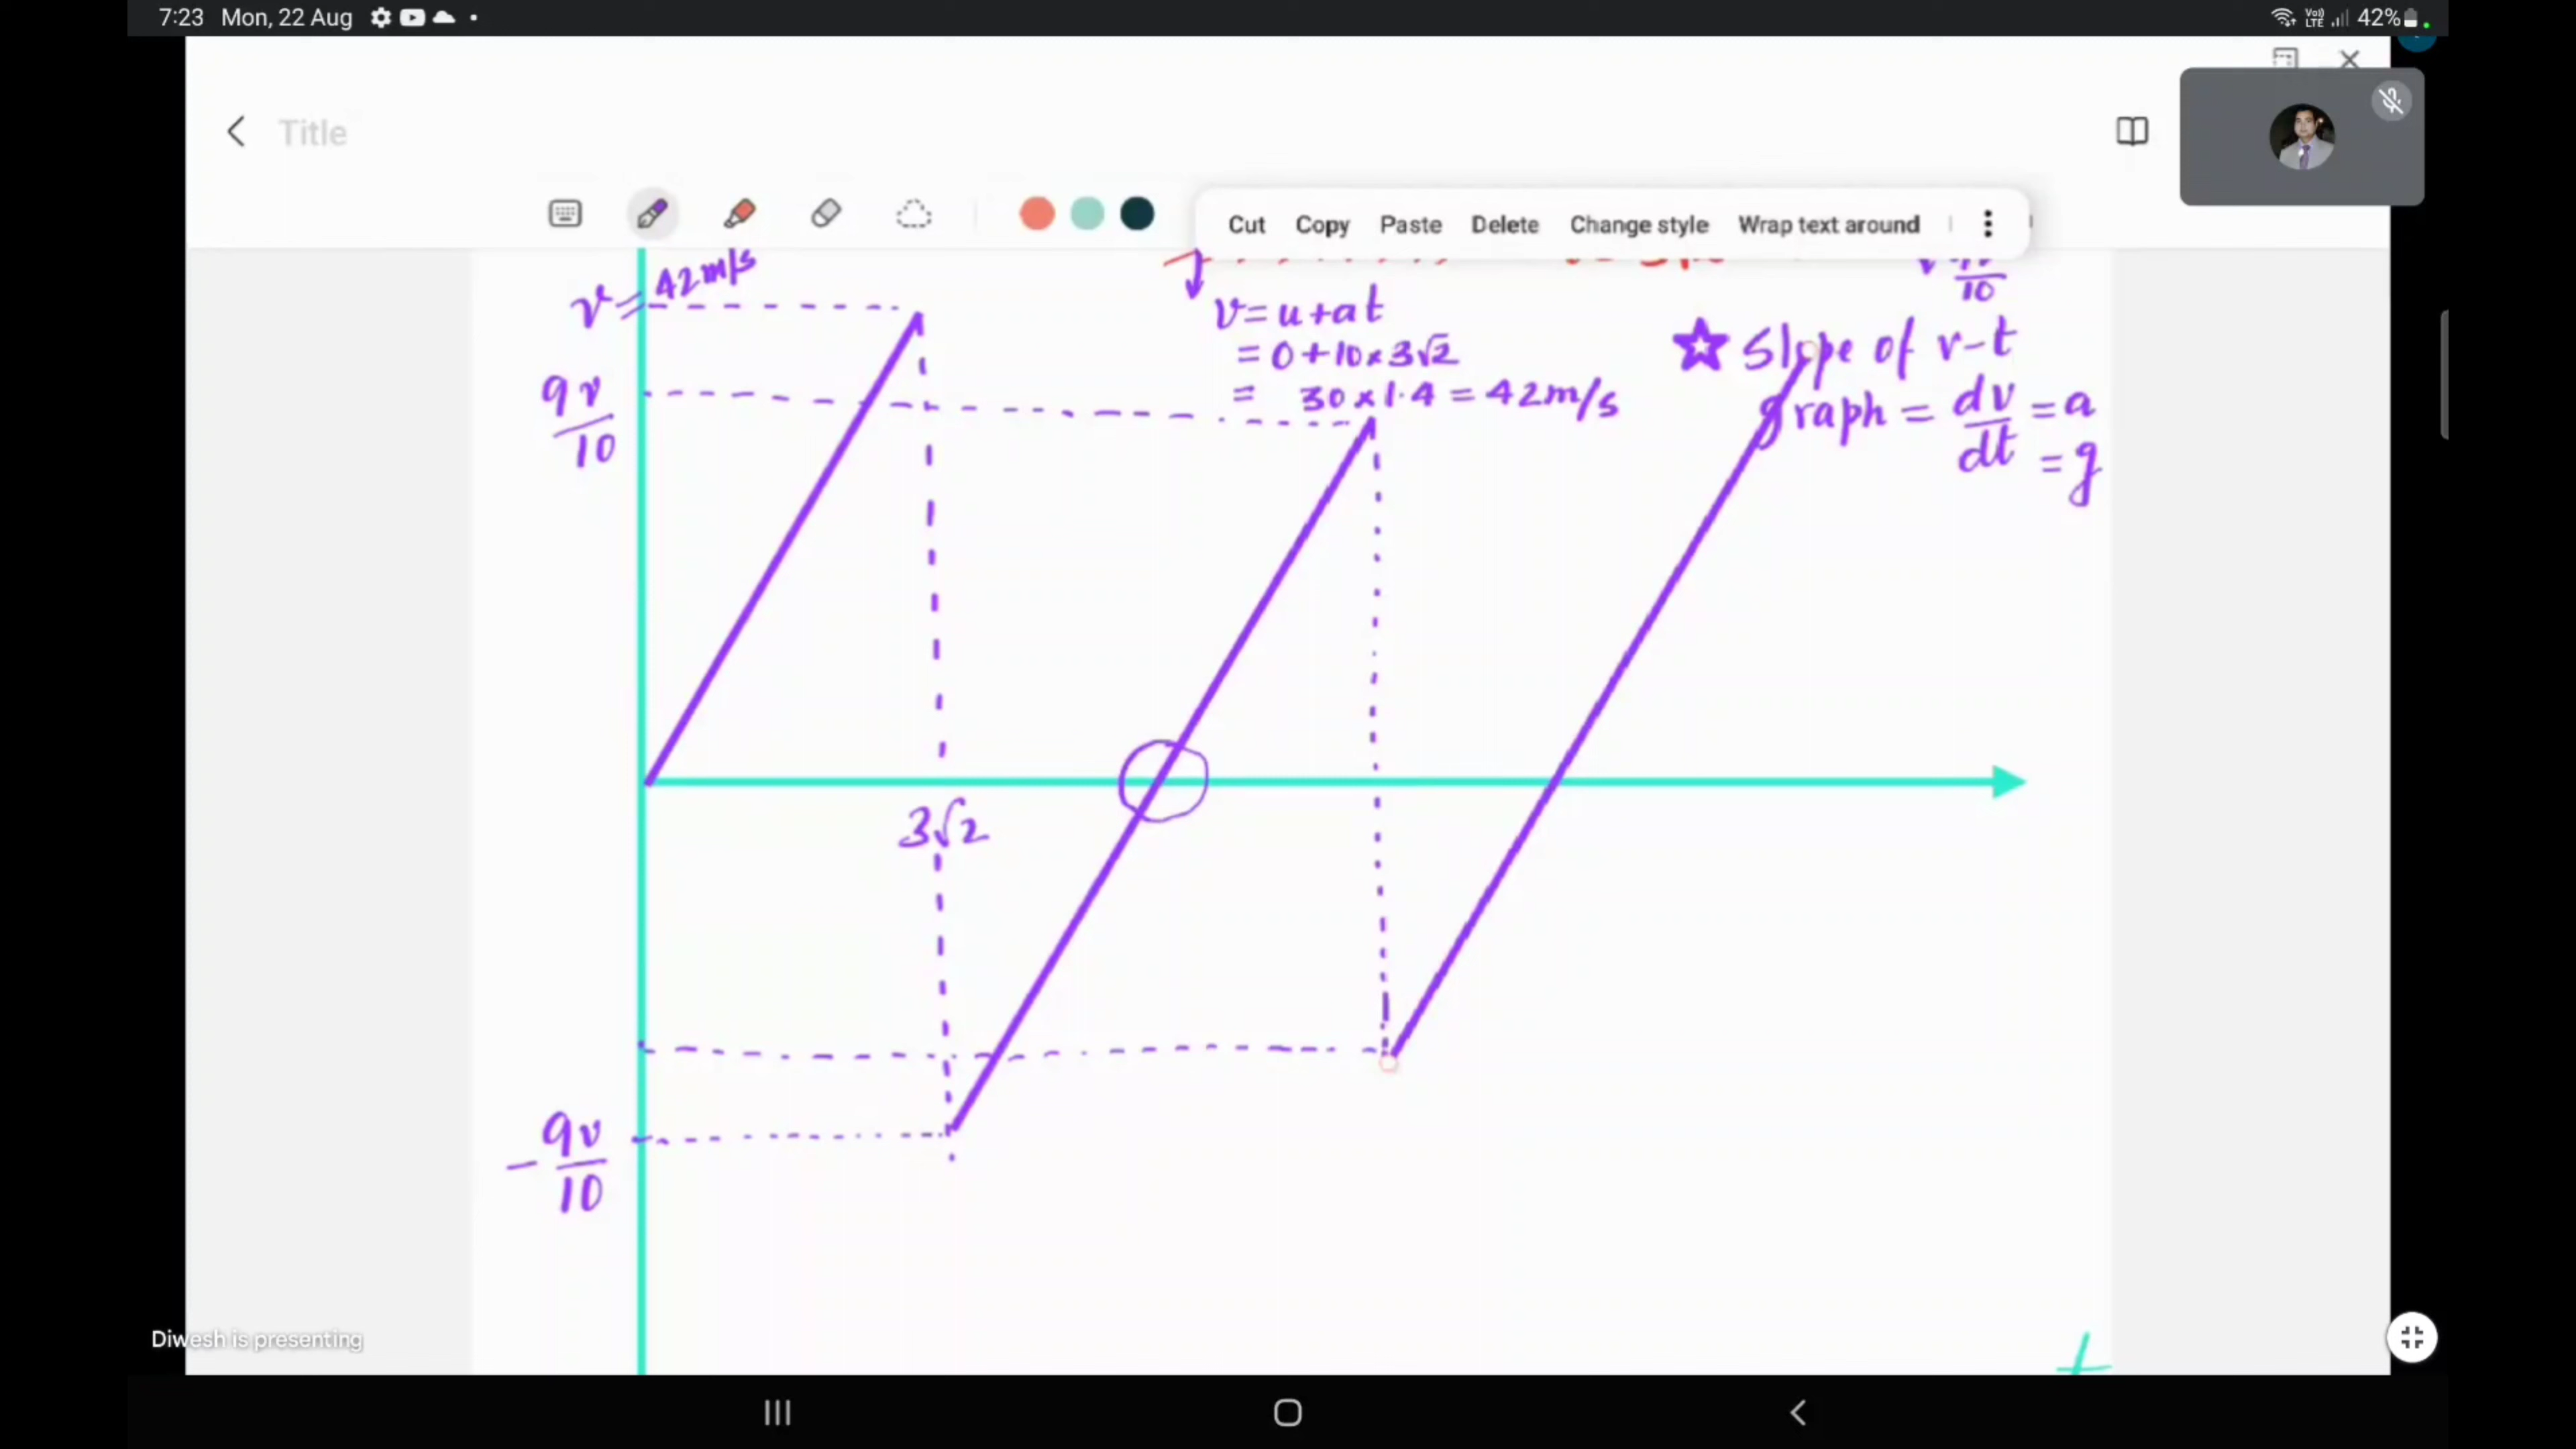 7:23 Mon, 22 Aug
42%
Title
Cut Copy Paste Delete Change style Wrap text around
v = 42 m/s
9v/10
v = u + at
= 0 + 10 × 3√2
= 30 × 1.4 = 42 m/s
10
☆ Slope of v-t
graph = dv/dt = a
= g
3√2
- 9v/10
Diwesh is presenting
t